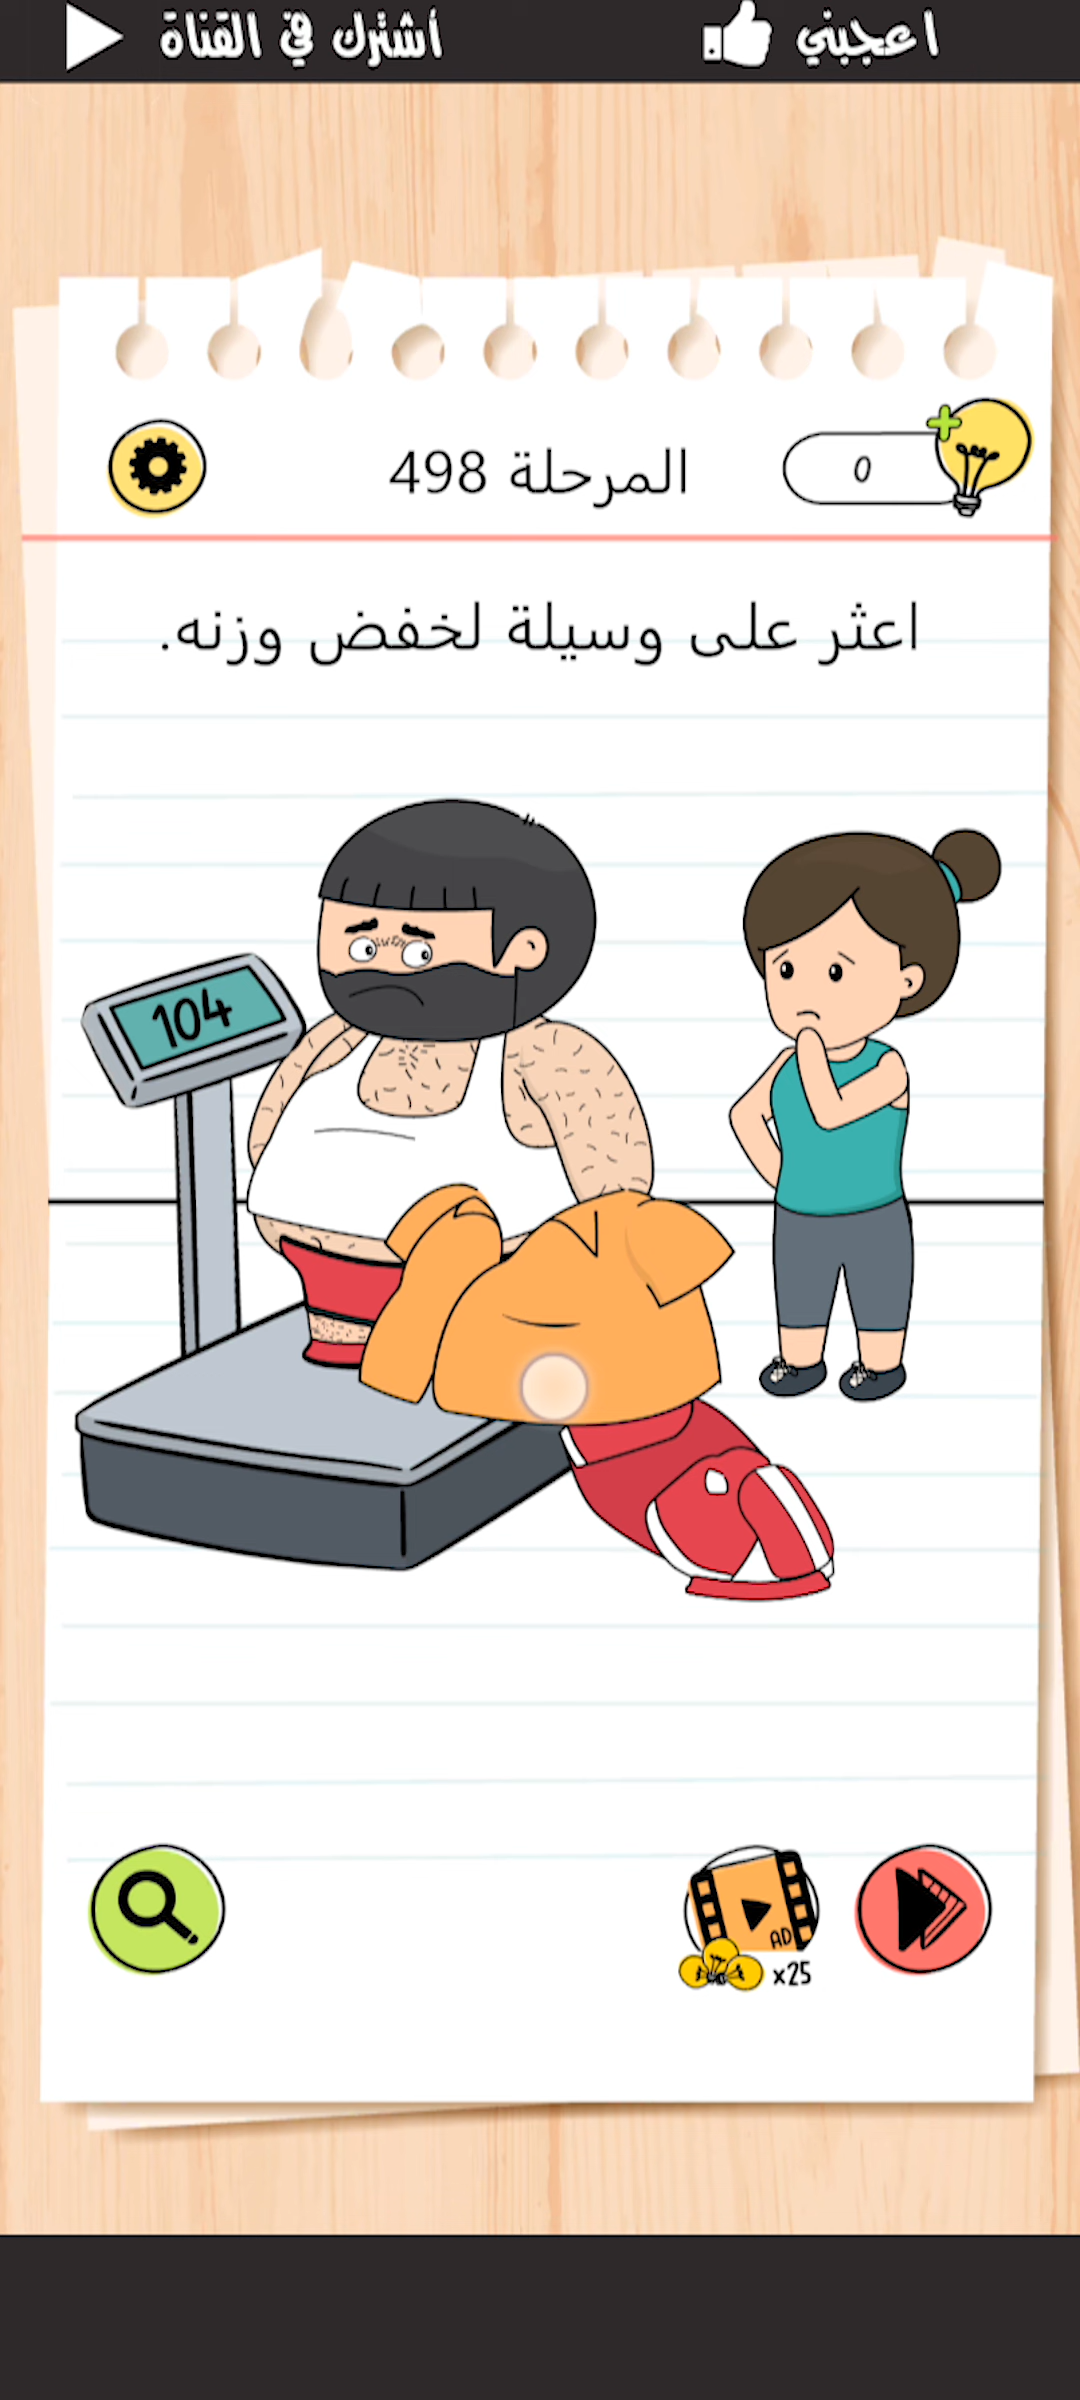 اعجبني
أشترك في القناة
المرحلة 498
0
اعثر على وسيلة لخفض وزنه.
104
AD
x25